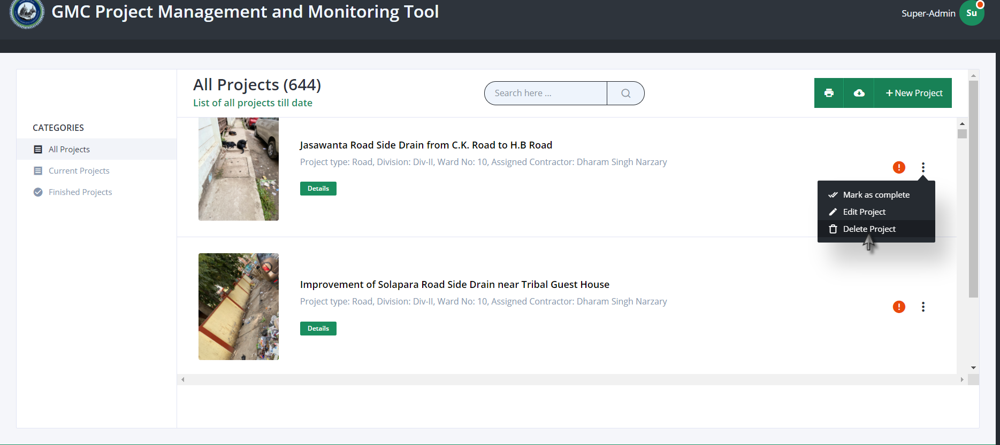 GMC Project Management and Monitoring Tool
Super-Admin
Su
All Projects (644)
List of all projects till date
Search here ...
+ New Project
CATEGORIES
All Projects
Current Projects
Finished Projects
Jasawanta Road Side Drain from C.K. Road to H.B Road
Project type: Road, Division: Div-II, Ward No: 10, Assigned Contractor: Dharam Singh Narzary
Details
Mark as complete
Edit Project
Delete Project
Improvement of Solapara Road Side Drain near Tribal Guest House
Project type: Road, Division: Div-II, Ward No: 10, Assigned Contractor: Dharam Singh Narzary
Details